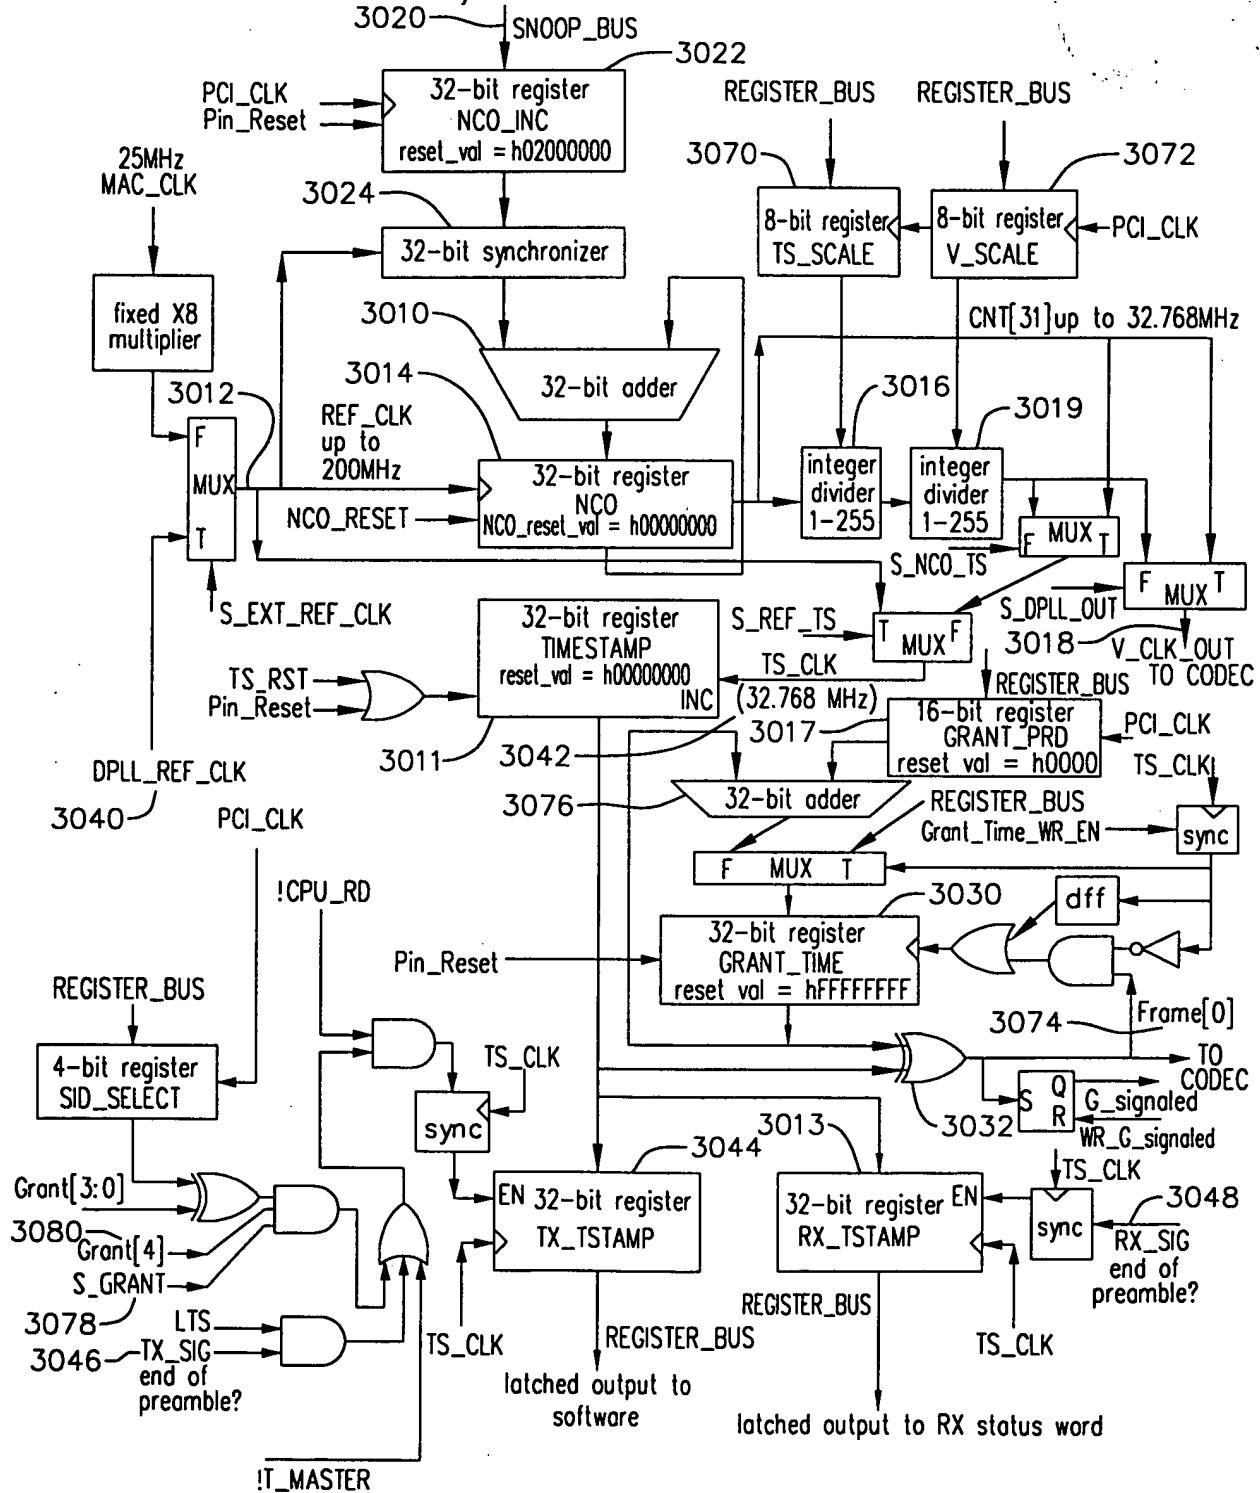 3020
SNOOP_BUS
3022
32-bit register
NCO_INC
reset_val = h02000000
PCI_CLK
Pin_Reset
REGISTER_BUS
REGISTER_BUS
3070
3072
8-bit register
TS_SCALE
8-bit register
V_SCALE
PCI_CLK
25MHz
MAC_CLK
3024
32-bit synchronizer
fixed X8
multiplier
3010
32-bit adder
CNT[31]up to 32.768MHz
3012
3014
REF_CLK
up to
200MHz
F
MUX
T
32-bit register
NCO
NCO_reset_val = h00000000
NCO_RESET
3016
3019
integer
divider
1-255
integer
divider
1-255
F MUX T
S_NCO_TS
F MUX T
S_DPLL_OUT
3018
V_CLK_OUT
TO CODEC
S_EXT_REF_CLK
32-bit register
TIMESTAMP
reset_val = h00000000
INC
S_REF_TS
T MUX F
TS_CLK
(32.768 MHz)
TS_RST
Pin_Reset
3011
3042
3017
REGISTER_BUS
16-bit register
GRANT_PRD
reset val = h0000
PCI_CLK
TS_CLK
DPLL_REF_CLK
3040
PCI_CLK
3076
32-bit adder
REGISTER_BUS
Grant_Time_WR_EN
sync
F MUX T
!CPU_RD
3030
dff
32-bit register
GRANT_TIME
reset val = hFFFFFFFF
Pin_Reset
REGISTER_BUS
3074
Frame[0]
4-bit register
SID_SELECT
TS_CLK
sync
TO
CODEC
3032
S Q
R
G_signaled
WR_G_signaled
3044
3013
TS_CLK
Grant[3:0]
EN 32-bit register
TX_TSTAMP
32-bit register EN
RX_TSTAMP
sync
3048
RX_SIG
end of
preamble?
3080
Grant[4]
S_GRANT
3078
LTS
3046
TX_SIG
end of
preamble?
TS_CLK
REGISTER_BUS
REGISTER_BUS
TS_CLK
latched output to
software
latched output to RX status word
!T_MASTER